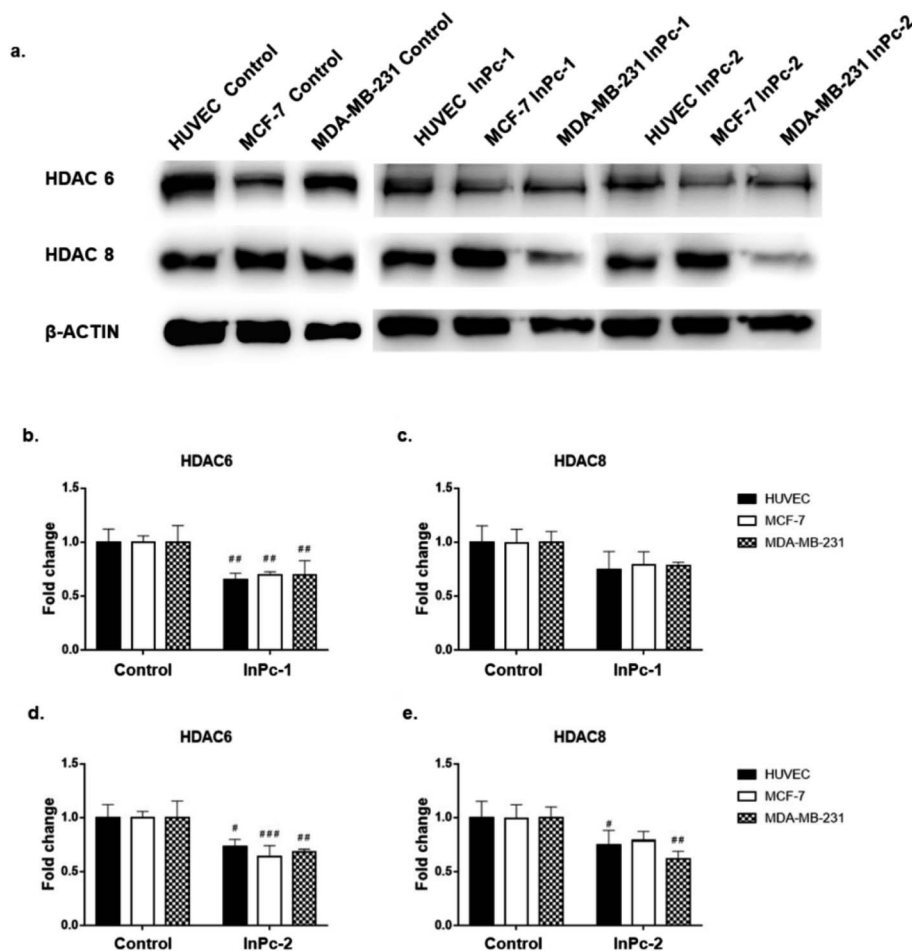 a.
HUVEC Control
MCF-7 Control
MDA-MB-231 Control
HUVEC InPc-1
MCF-7 InPc-1
MDA-MB-231 InPc-1
HUVEC InPc-2
MCF-7 InPc-2
MDA-MB-231 InPc-2
HDAC 6
HDAC 8
β-ACTIN
b.
HDAC6
Fold change
1.5
1.0
0.5
0.0
## ## ##
Control InPc-1
c.
HDAC8
Fold change
1.5
1.0
0.5
0.0
Control InPc-1
HUVEC
MCF-7
MDA-MB-231
d.
HDAC6
Fold change
1.5
1.0
0.5
0.0
# ### ##
Control InPc-2
e.
HDAC8
Fold change
1.5
1.0
0.5
0.0
# ##
Control InPc-2
HUVEC
MCF-7
MDA-MB-231